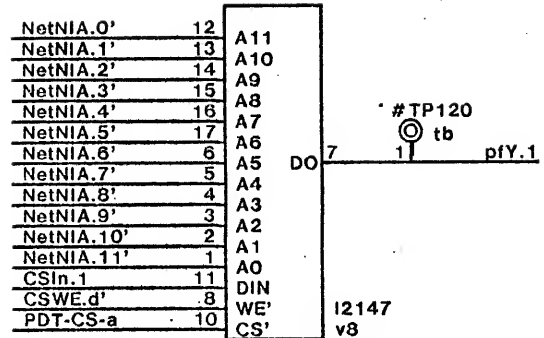 NetNIA.0' 12 A11
NetNIA.1' 13 A10
NetNIA.2' 14 A9
NetNIA.3' 15 A8
NetNIA.4' 16 A7
NetNIA.5' 17 A6
NetNIA.6' 6 A5 DO 7 1 pfY.1
#TP120
tb
NetNIA.7' 5 A4
NetNIA.8' 4 A3
NetNIA.9' 3 A2
NetNIA.10' 2 A1
NetNIA.11' 1 A0
CSIn.1 11 DIN
CSWE.d' 8 WE' I2147
PDT-CS-a 10 CS' v8